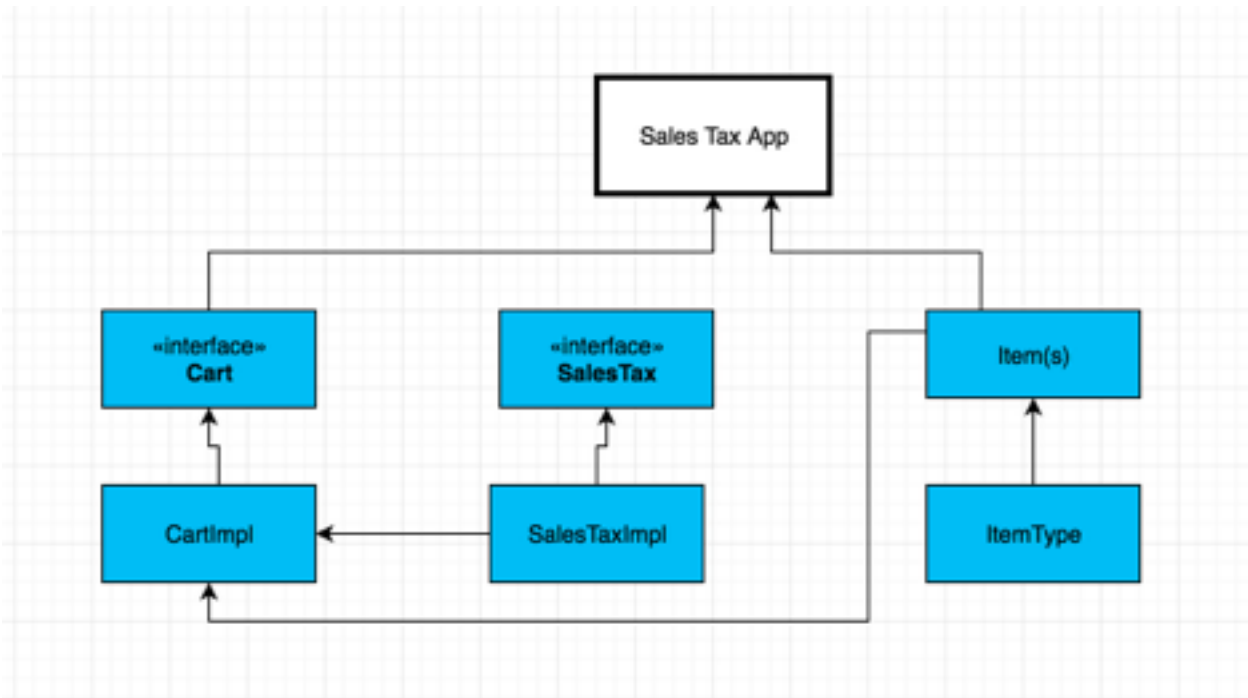 Sales Tax App
«interface»
Cart
«interface»
SalesTax
Item(s)
CartImpl
SalesTaxImpl
ItemType